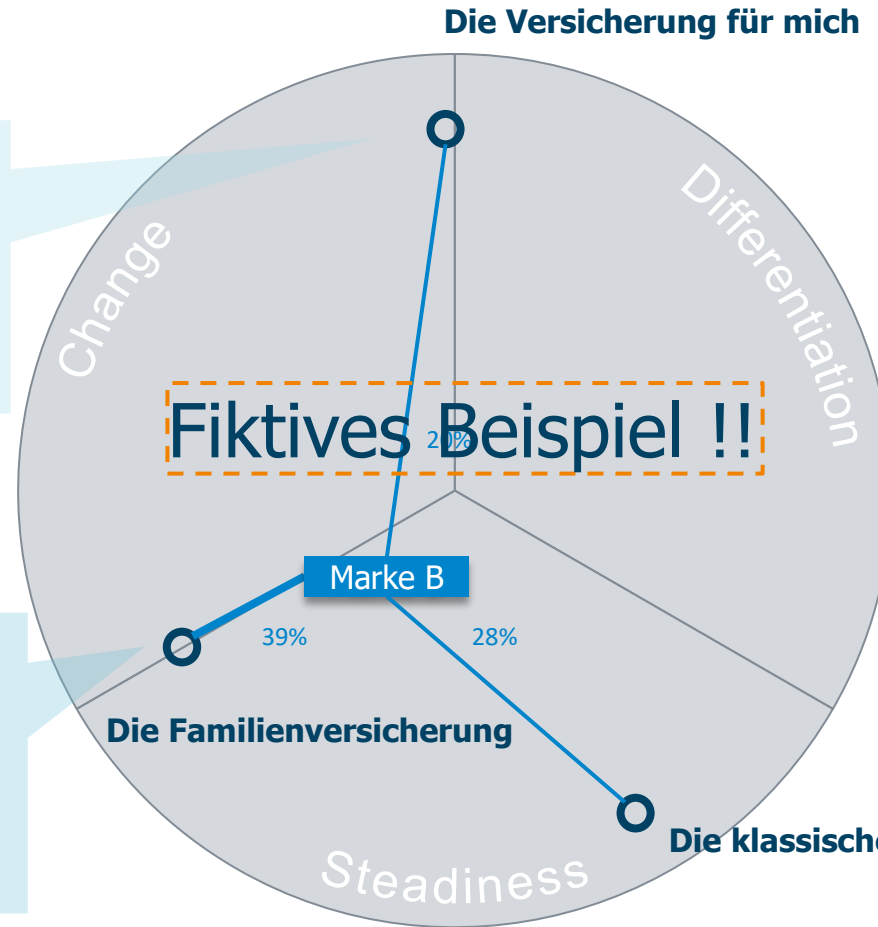 Die Versicherung für mich
Change
Differentiation
Fiktives Beispiel !!
20%
Marke B
39%
28%
Die Familienversicherung
Die klassische
Steadiness